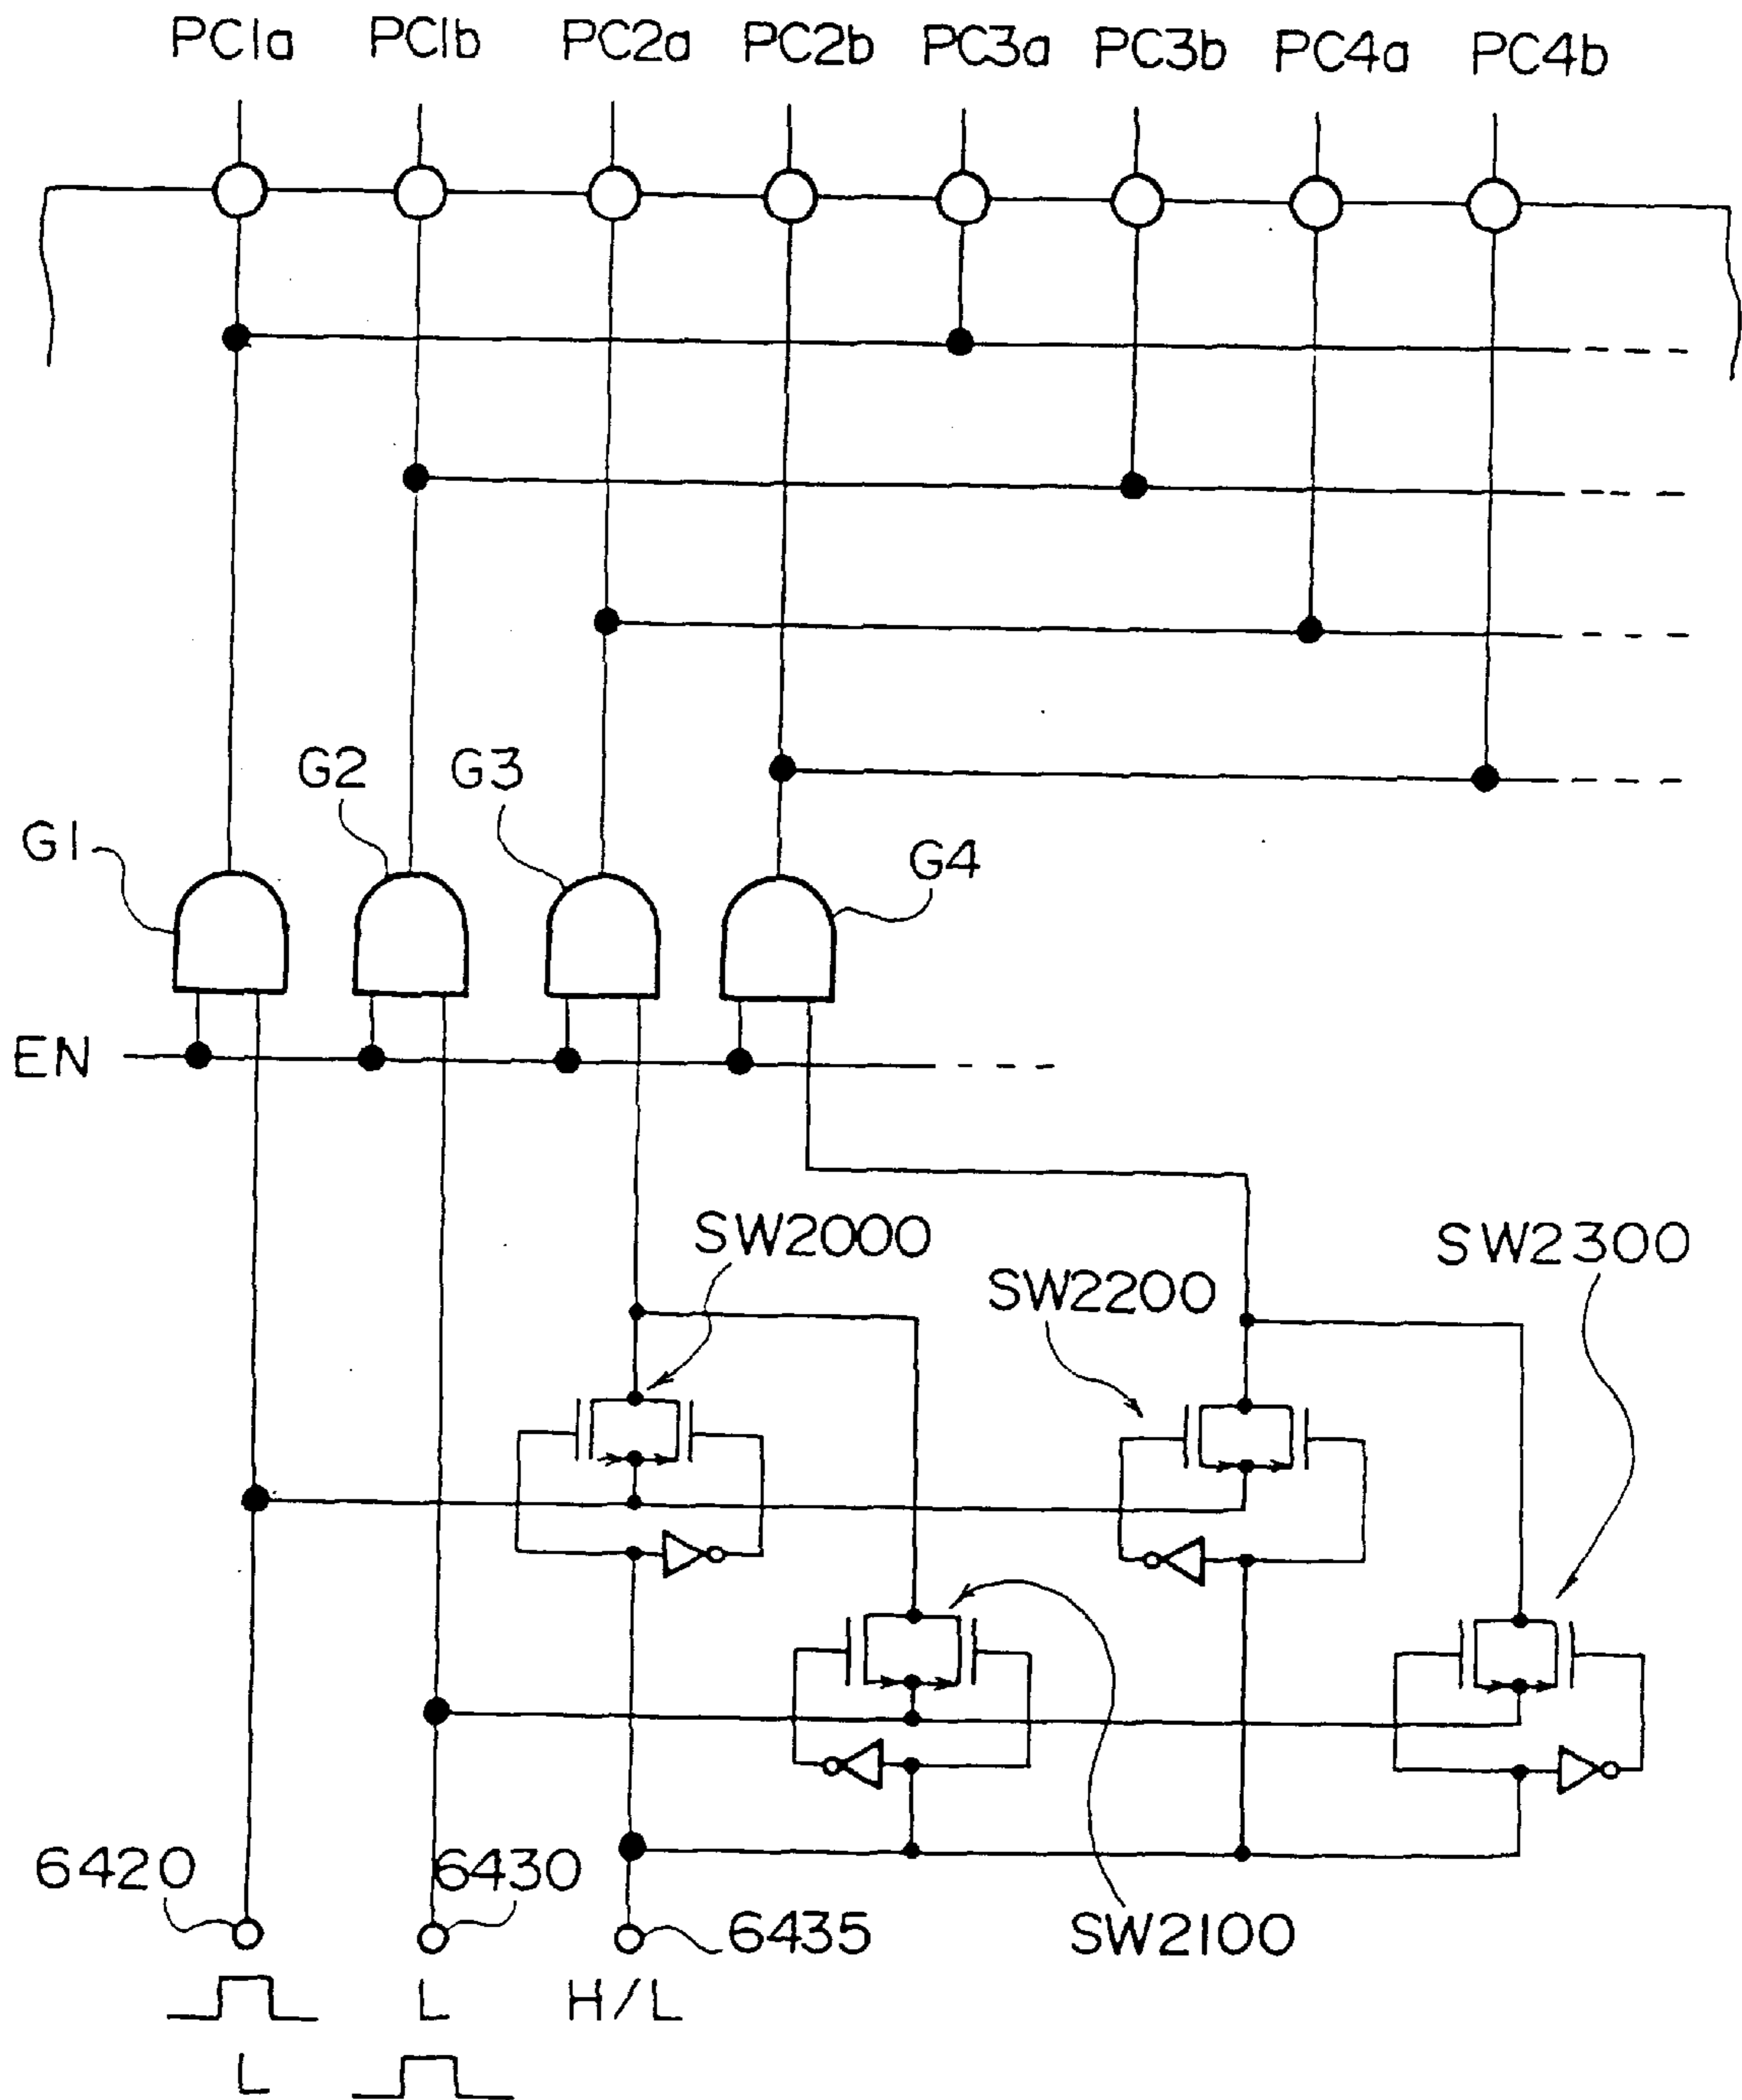 PC1a PC1b PC2a PC2b PC3a PC3b PC4a PC4b
G2 G3
G1 G4
EN
SW2000 SW2300
SW2200
6420 6430
6435 SW2100
L H/L
L